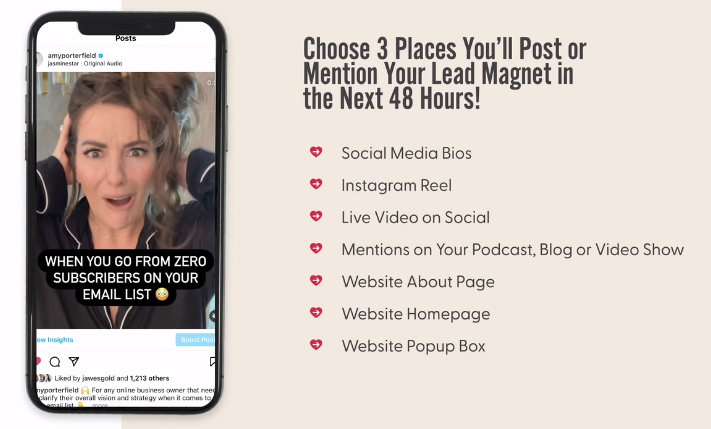 Posts
amyporterfield
jasminestar · Original Audio
WHEN YOU GO FROM ZERO
SUBSCRIBERS ON YOUR
EMAIL LIST 😳
ew Insights
Boost Post
Liked by jawesgold and 1,213 others
myporterfield 🙌 For any online business owner that need
clarify their overall vision and strategy when it comes to
email list 👇 ... more
Choose 3 Places You'll Post or
Mention Your Lead Magnet in
the Next 48 Hours!
Social Media Bios
Instagram Reel
Live Video on Social
Mentions on Your Podcast, Blog or Video Show
Website About Page
Website Homepage
Website Popup Box